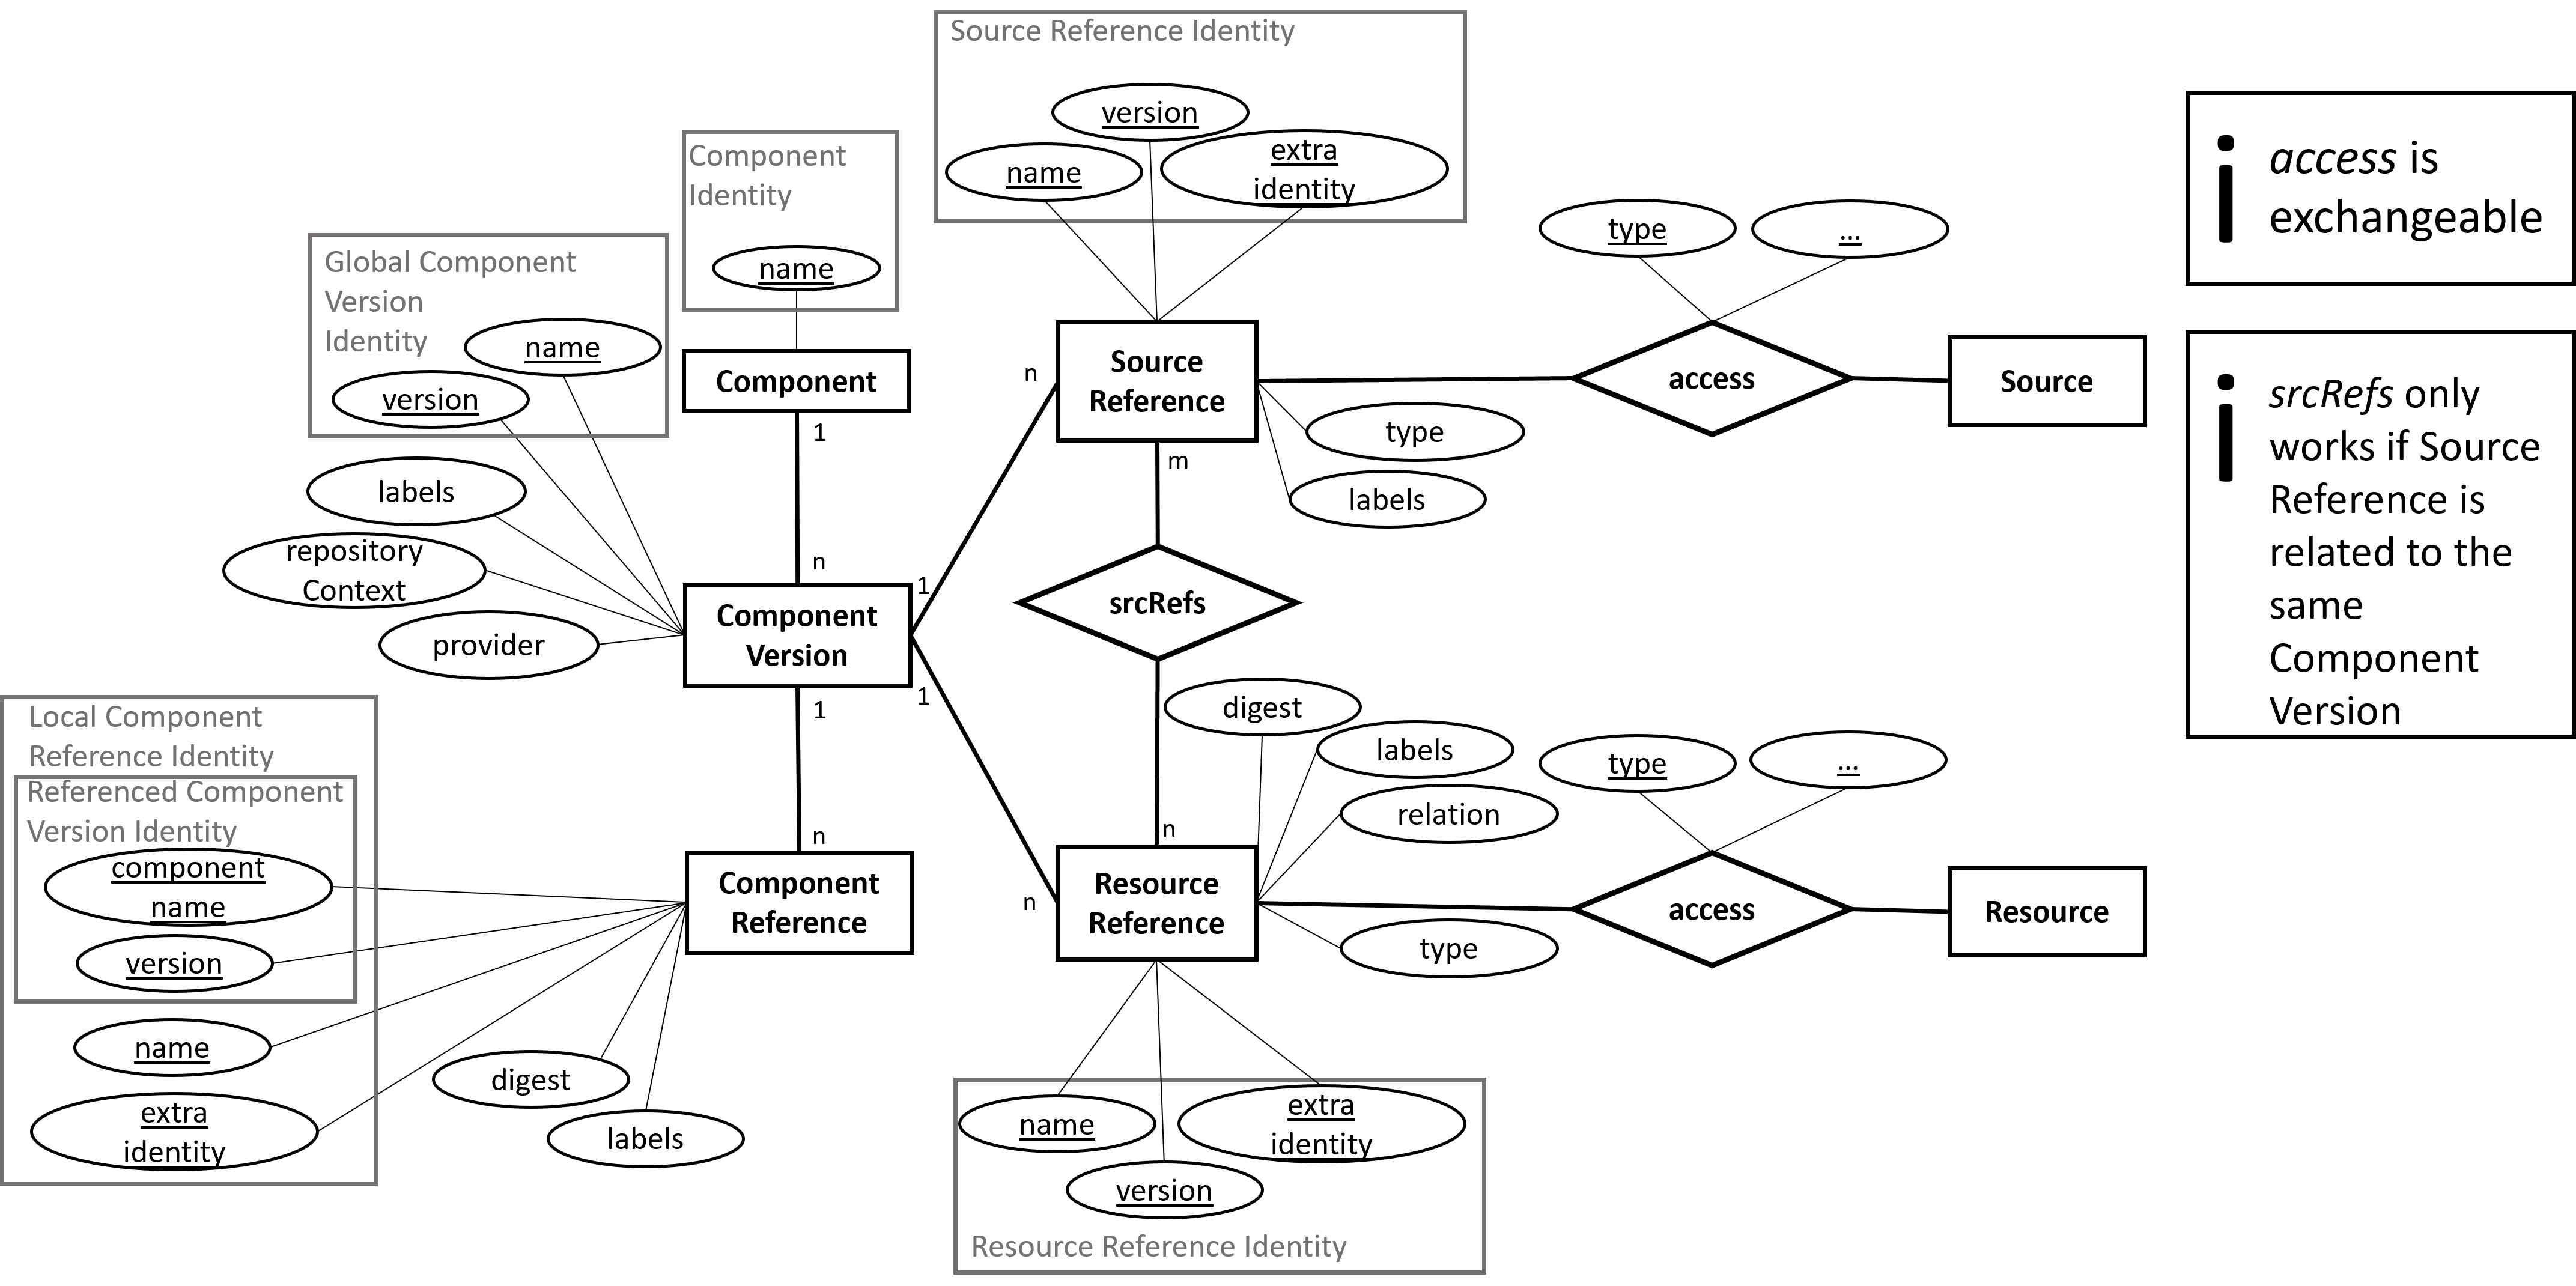 Source Reference Identity
version
name
extra
identity
Component
Identity
name
Global Component
Version
Identity
name
version
labels
repository
Context
provider
Component
1
n
Component
Version
1
1
1
n
n
n
Source
Reference
type
labels
m
srcRefs
n
type
...
access
Source
Local Component
Reference Identity
Referenced Component
Version Identity
component
name
version
name
extra
identity
digest
labels
Component
Reference
digest
labels
relation
type
Resource
Reference
type
...
access
Resource
name
extra
identity
version
Resource Reference Identity
i
access is
exchangeable
i
srcRefs only
works if Source
Reference is
related to the
same
Component
Version